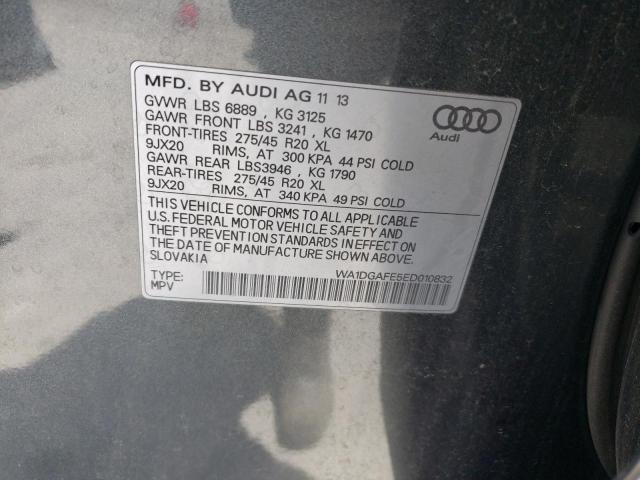 MFD. BY AUDI AG 11 13
GVWR LBS 6889 , KG 3125
GAWR FRONT LBS 3241 , KG 1470
FRONT-TIRES 275/45 R20 XL
9JX20 RIMS, AT 300 KPA 44 PSI COLD
GAWR REAR LBS3946 , KG 1790
REAR-TIRES 275/45 R20 XL
9JX20 RIMS, AT 340 KPA 49 PSI COLD
Audi
THIS VEHICLE CONFORMS TO ALL APPLICABLE
U.S. FEDERAL MOTOR VEHICLE SAFETY AND
THEFT PREVENTION STANDARDS IN EFFECT ON
THE DATE OF MANUFACTURE SHOWN ABOVE.
SLOVAKIA
TYPE: WA1DGAFE5ED010832
MPV